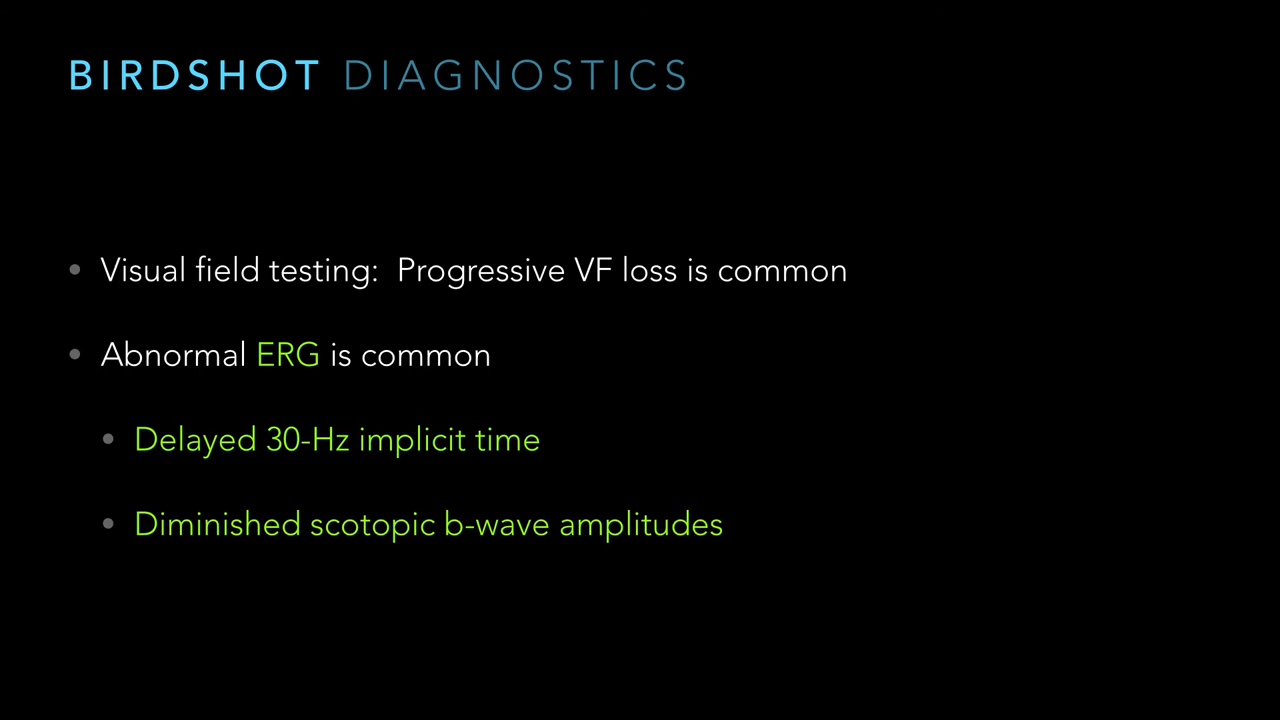 BIRDSHOT DIAGNOSTICS
• Visual field testing:  Progressive VF loss is common
• Abnormal ERG is common
• Delayed 30-Hz implicit time
• Diminished scotopic b-wave amplitudes